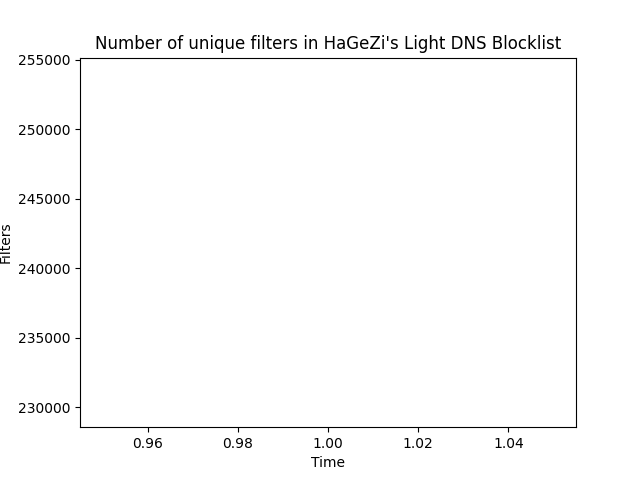 Number of unique filters in HaGeZi's Light DNS Blocklist
255000
250000
245000
240000
235000
230000
Filters
0.96 0.98 1.00 1.02 1.04
Time